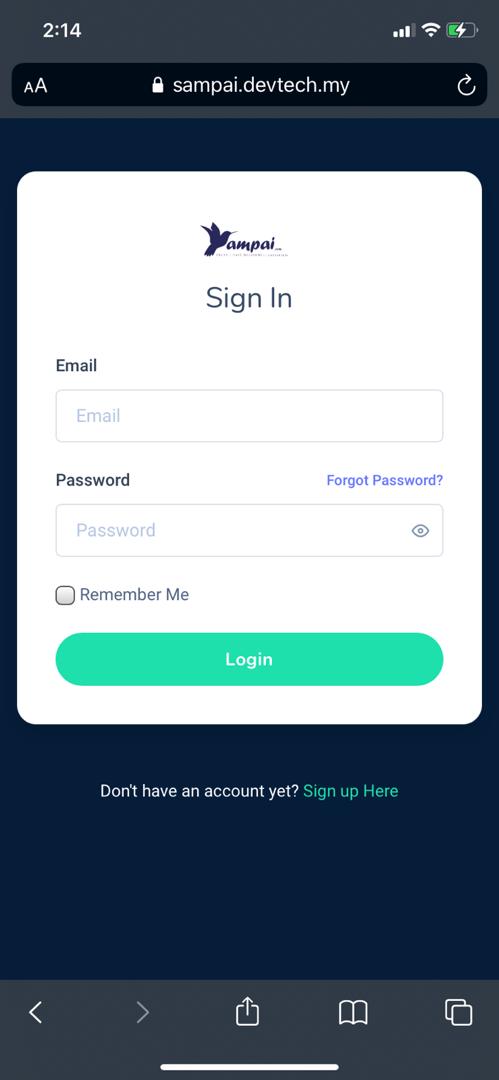 2:14
AA
sampai.devtech.my
Sampai
Sign In
Email
Email
Password
Forgot Password?
Password
Remember Me
Login
Don't have an account yet? Sign up Here